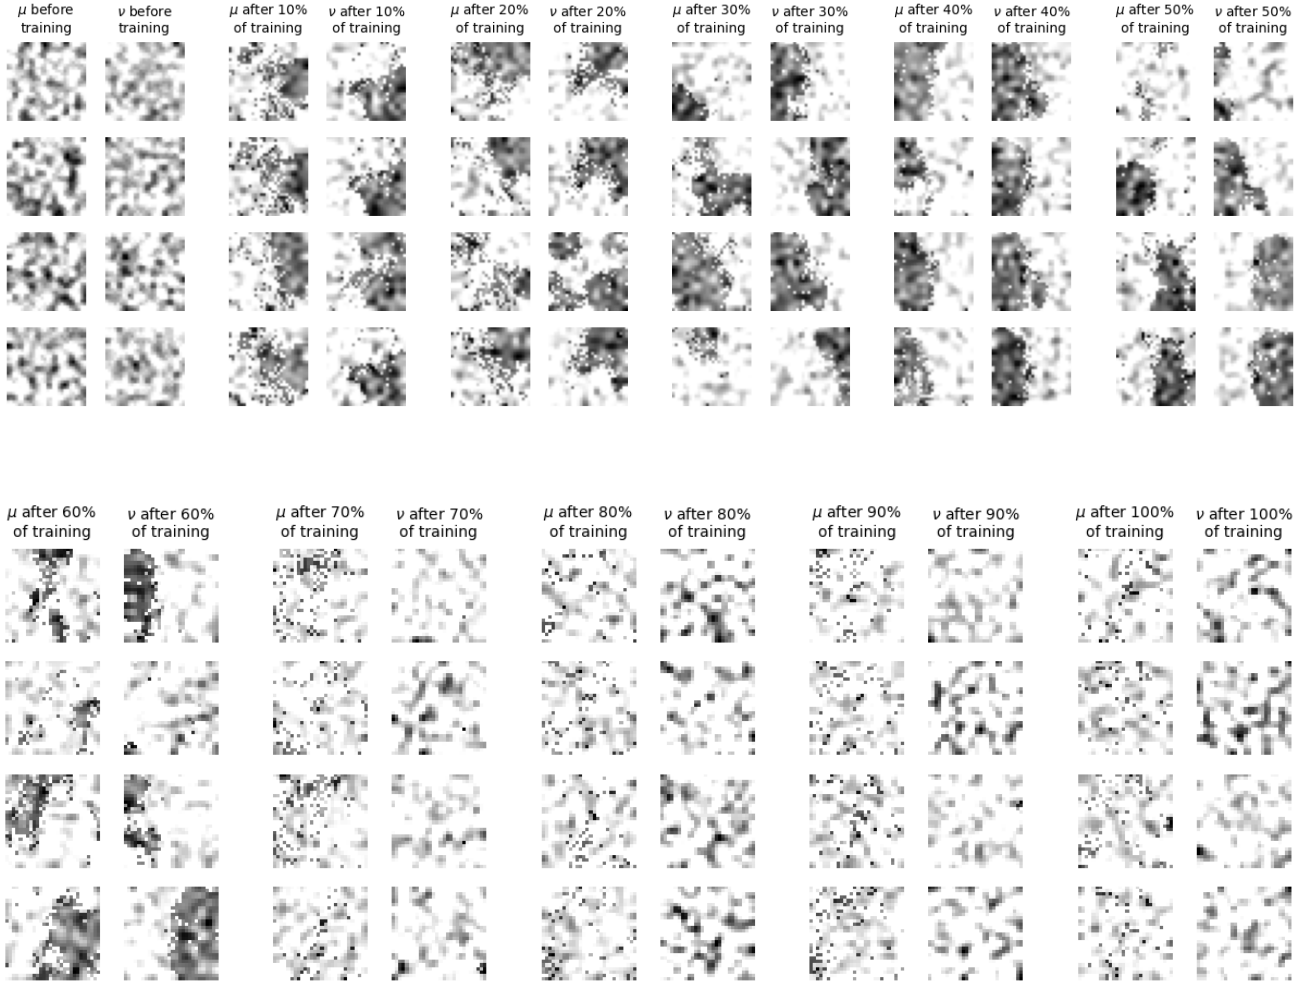 μ before
training
ν before
training
μ after 10%
of training
ν after 10%
of training
μ after 20%
of training
ν after 20%
of training
μ after 30%
of training
ν after 30%
of training
μ after 40%
of training
ν after 40%
of training
μ after 50%
of training
ν after 50%
of training
μ after 60%
of training
ν after 60%
of training
μ after 70%
of training
ν after 70%
of training
μ after 80%
of training
ν after 80%
of training
μ after 90%
of training
ν after 90%
of training
μ after 100%
of training
ν after 100%
of training